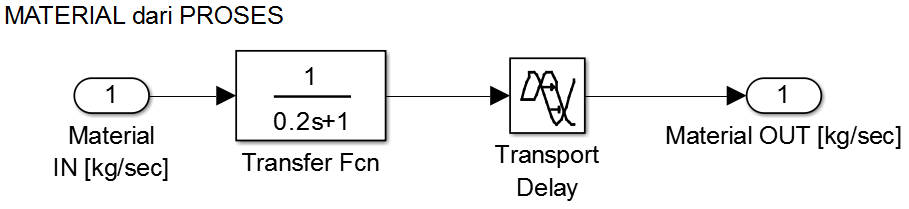 MATERIAL dari PROSES
1
Material
IN [kg/sec]
1
0.2s+1
Transfer Fcn
Transport
Delay
1
Material OUT [kg/sec]